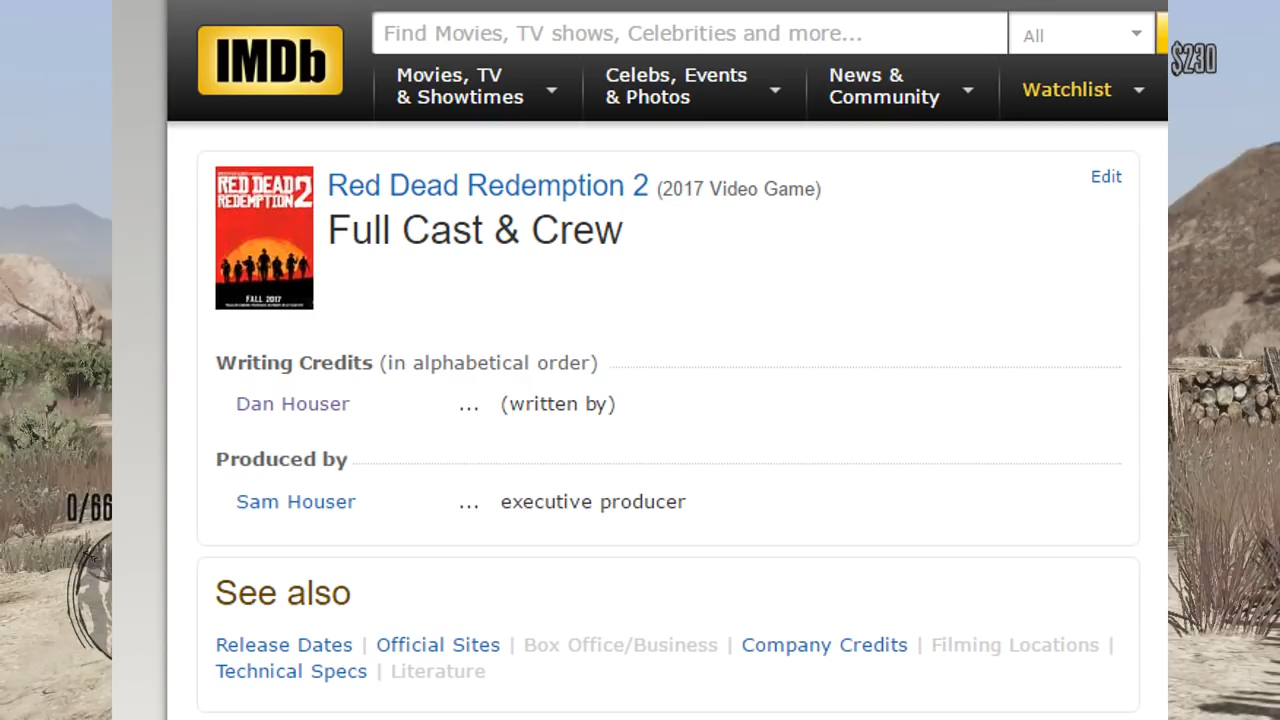 IMDb
Find Movies, TV shows, Celebrities and more...
All
$230
Movies, TV & Showtimes
Celebs, Events & Photos
News & Community
Watchlist
RED DEAD REDEMPTION 2
FALL 2017
Red Dead Redemption 2 (2017 Video Game)
Edit
Full Cast & Crew
Writing Credits (in alphabetical order)
Dan Houser ... (written by)
Produced by
Sam Houser ... executive producer
0/66
See also
Release Dates | Official Sites | Box Office/Business | Company Credits | Filming Locations |
Technical Specs | Literature